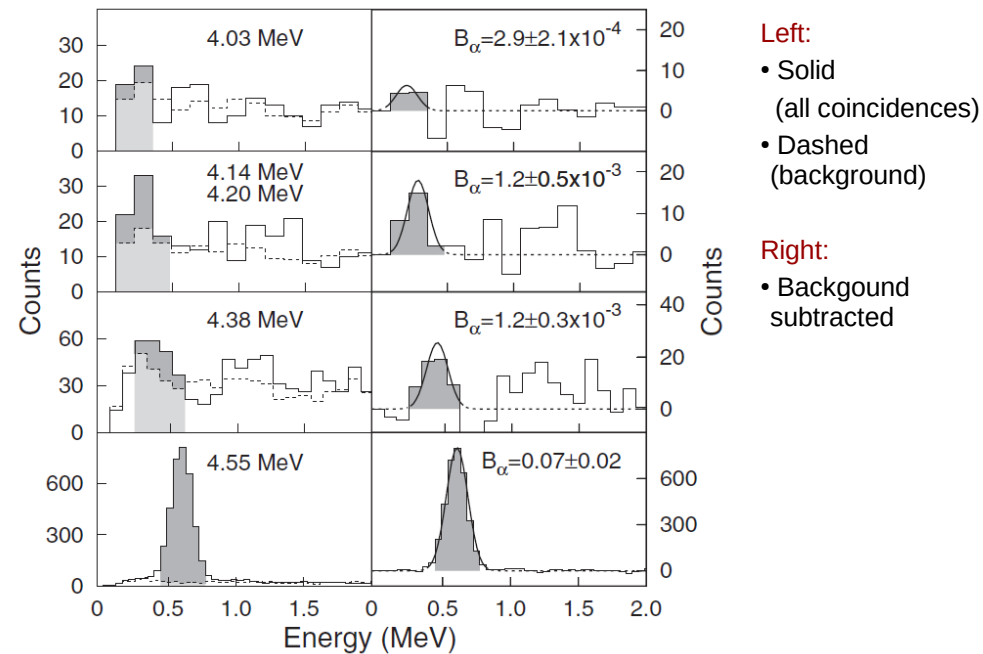 4.03 MeV
B_α=2.9±2.1x10^-4
30
20
10
0
20
10
0
4.14 MeV
4.20 MeV
B_α=1.2±0.5x10^-3
30
20
10
0
20
10
0
4.38 MeV
B_α=1.2±0.3x10^-3
60
30
0
40
20
0
4.55 MeV
B_α=0.07±0.02
600
300
0
600
300
0
0 0.5 1.0 1.5 0 0.5 1.0 1.5 2.0
Energy (MeV)
Counts
Counts
Left:
• Solid
(all coincidences)
• Dashed
(background)
Right:
• Backgound
subtracted